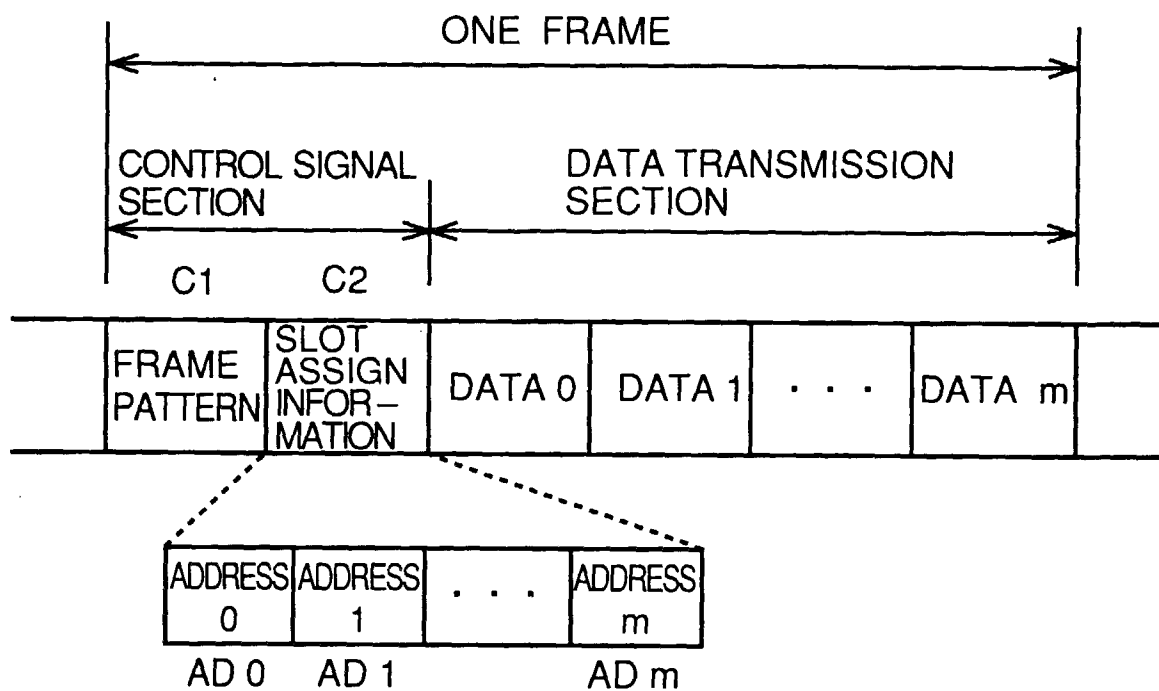 ONE FRAME
CONTROL SIGNAL
SECTION
DATA TRANSMISSION
SECTION
C1
C2
FRAME
PATTERN
SLOT
ASSIGN
INFOR-
MATION
DATA 0
DATA 1
. . .
DATA m
ADDRESS
0
ADDRESS
1
. . .
ADDRESS
m
AD 0
AD 1
AD m